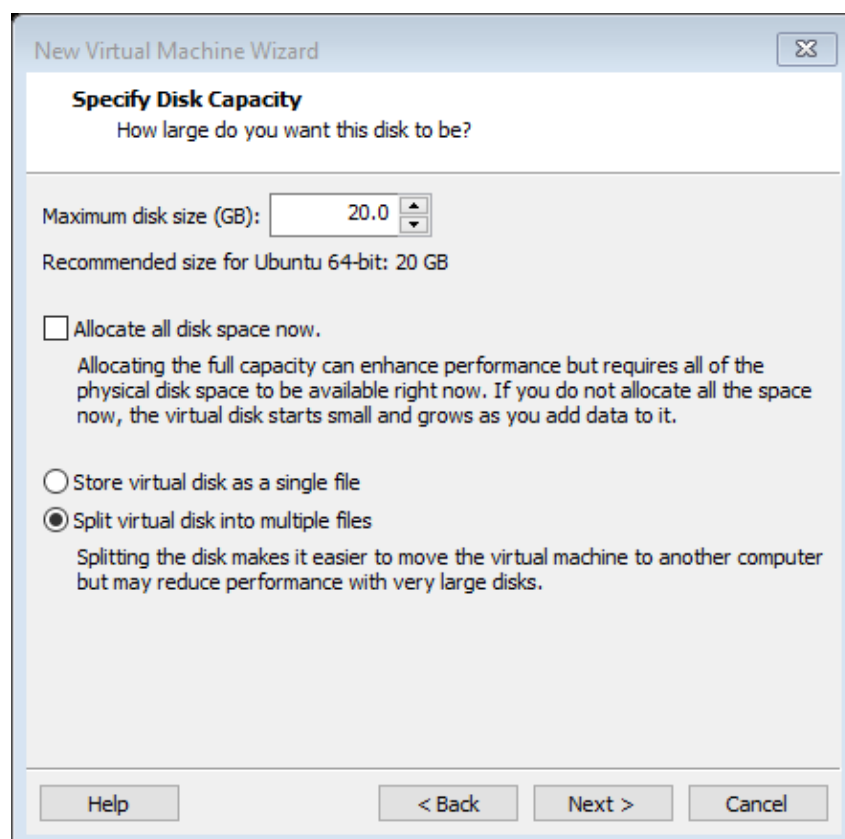 New Virtual Machine Wizard
Specify Disk Capacity
How large do you want this disk to be?
Maximum disk size (GB): 20.0
Recommended size for Ubuntu 64-bit: 20 GB
Allocate all disk space now.
Allocating the full capacity can enhance performance but requires all of the
physical disk space to be available right now. If you do not allocate all the space
now, the virtual disk starts small and grows as you add data to it.
Store virtual disk as a single file
Split virtual disk into multiple files
Splitting the disk makes it easier to move the virtual machine to another computer
but may reduce performance with very large disks.
Help < Back Next > Cancel